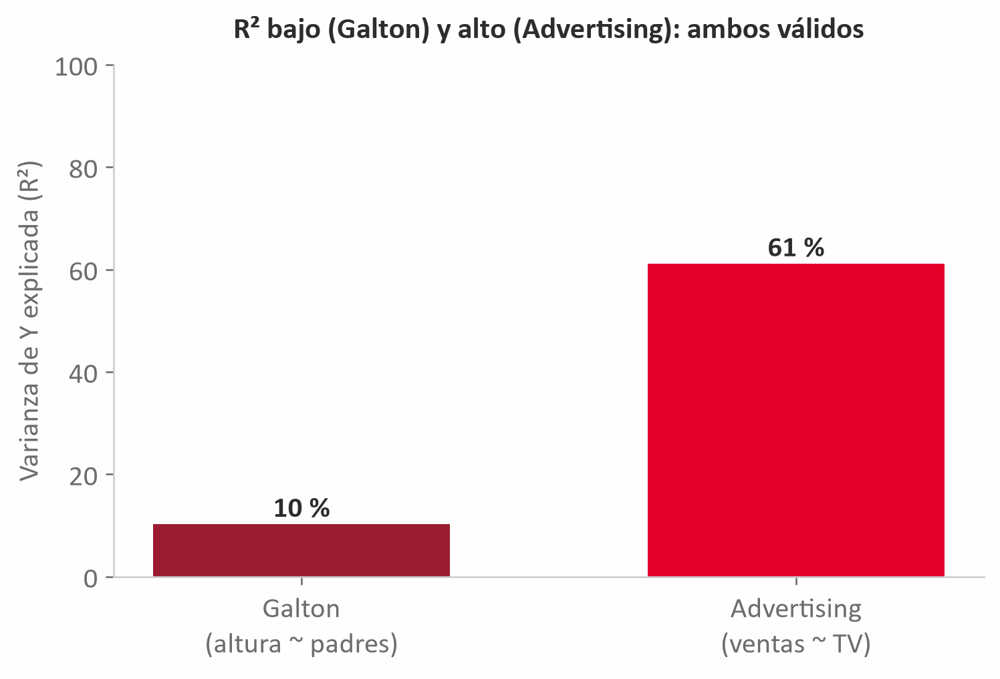 R² bajo (Galton) y alto (Advertising): ambos válidos
Varianza de Y explicada (R²)
100
80
60
40
20
0
10 %
61 %
Galton
(altura ~ padres)
Advertising
(ventas ~ TV)